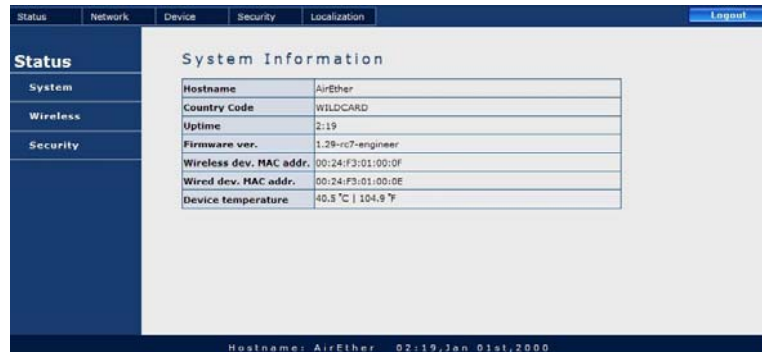 Status Network Device Security Localization Logout
Status
System
Wireless
Security
System Information
Hostname AirEther
Country Code WILDCARD
Uptime 2:19
Firmware ver. 1.29-rc7-engineer
Wireless dev. MAC addr. 00:24:F3:01:00:0F
Wired dev. MAC addr. 00:24:F3:01:00:0E
Device temperature 40.5 °C | 104.9 °F
Hostname: AirEther 02:19,Jan 01st,2000